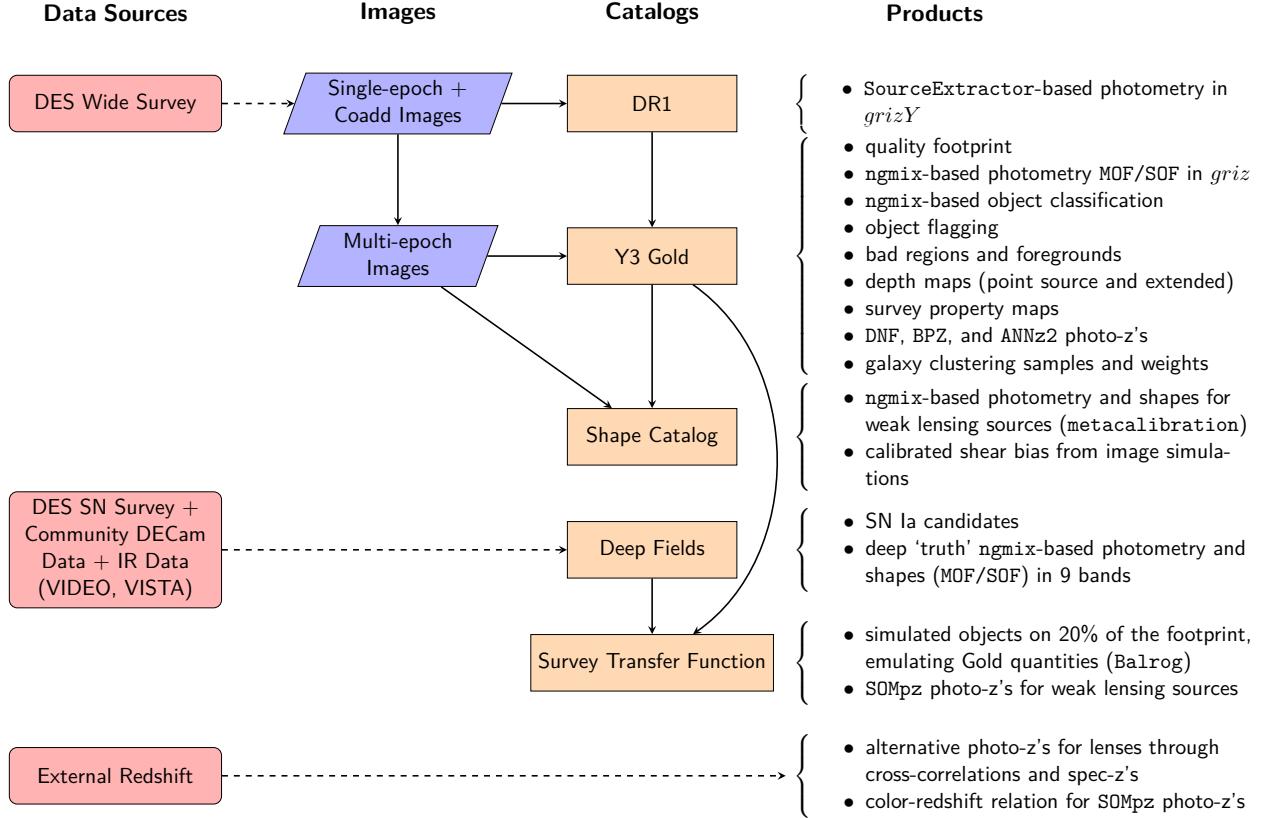 Data Sources
Images
Catalogs
Products
DES Wide Survey
Single-epoch +
Coadd Images
DR1
• SourceExtractor-based photometry in
grizY
Multi-epoch
Images
Y3 Gold
• quality footprint
• ngmix-based photometry MOF/SOF in griz
• ngmix-based object classification
• object flagging
• bad regions and foregrounds
• depth maps (point source and extended)
• survey property maps
• DNF, BPZ, and ANNz2 photo-z's
• galaxy clustering samples and weights
Shape Catalog
• ngmix-based photometry and shapes for
weak lensing sources (metacalibration)
• calibrated shear bias from image simula-
tions
DES SN Survey +
Community DECam
Data + IR Data
(VIDEO, VISTA)
Deep Fields
• SN Ia candidates
• deep ‘truth’ ngmix-based photometry and
shapes (MOF/SOF) in 9 bands
Survey Transfer Function
• simulated objects on 20% of the footprint,
emulating Gold quantities (Balrog)
• SOMpz photo-z's for weak lensing sources
External Redshift
• alternative photo-z's for lenses through
cross-correlations and spec-z's
• color-redshift relation for SOMpz photo-z's